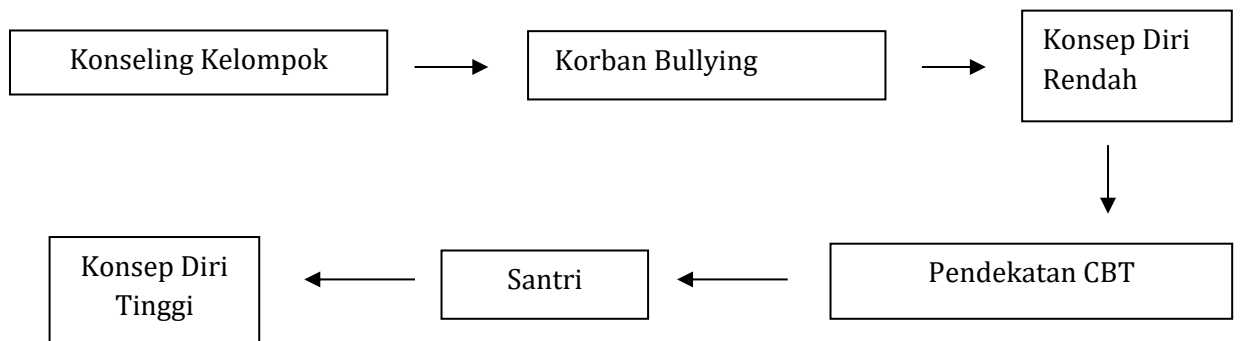 Konseling Kelompok
Korban Bullying
Konsep Diri
Rendah
Pendekatan CBT
Santri
Konsep Diri
Tinggi